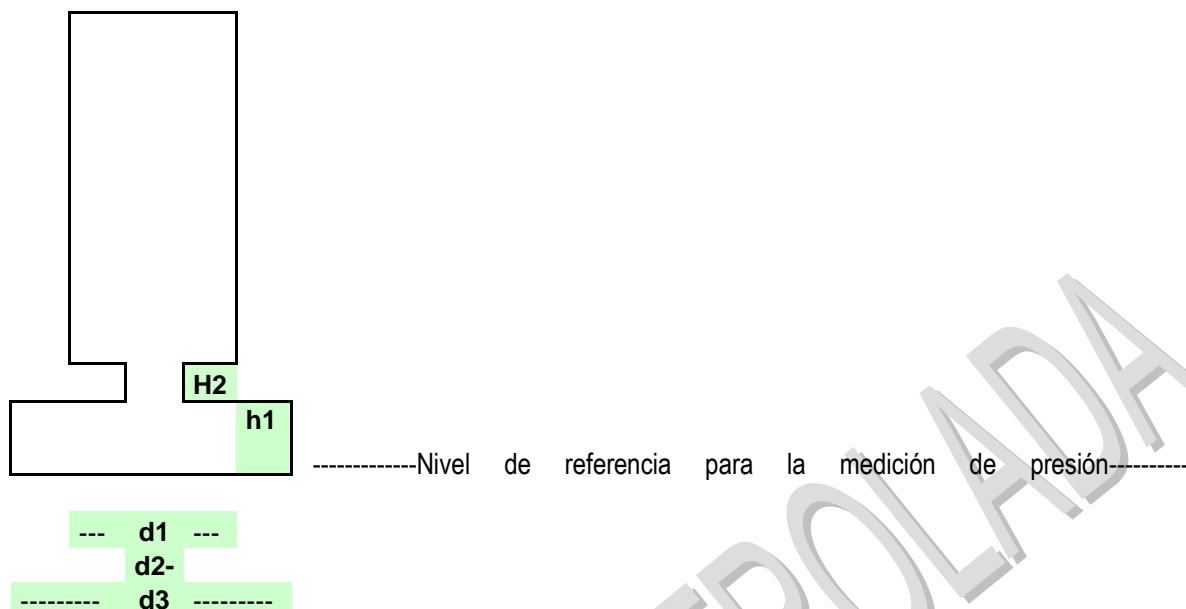 H2
h1
-------------Nivel de referencia para la medición de presión----------
--- d1 ---
d2-
--------- d3 ---------